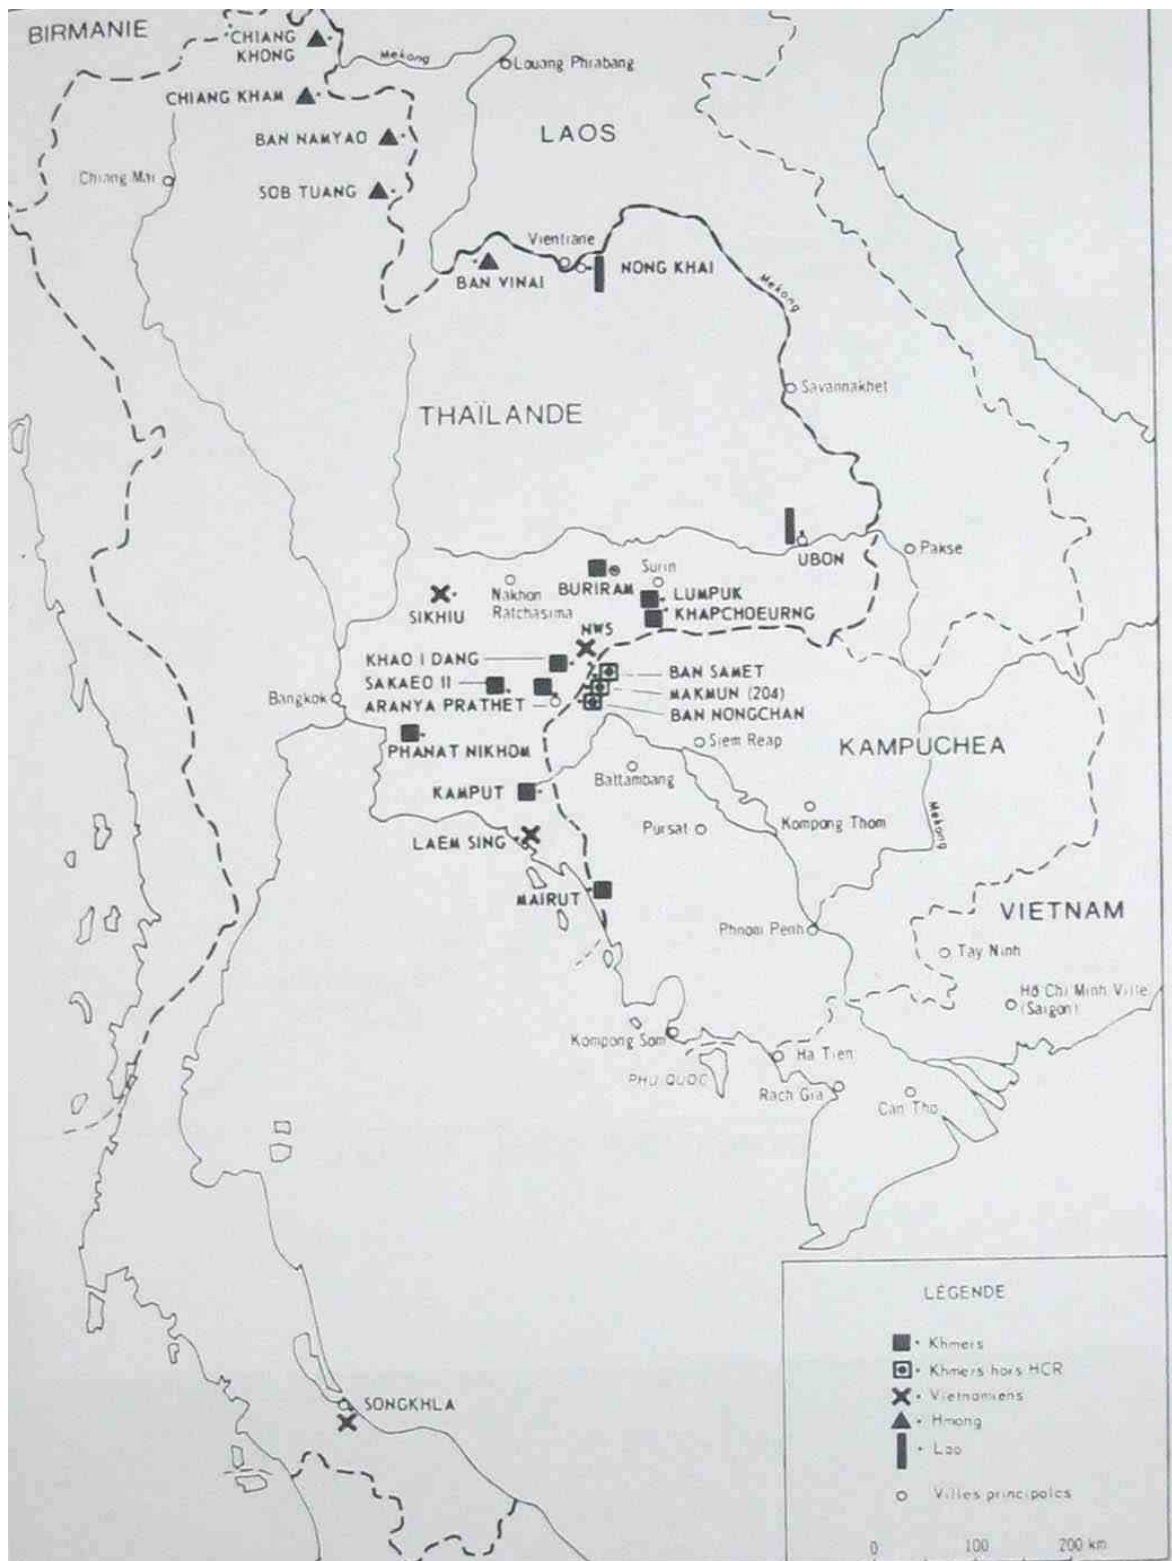 BIRMANIE
CHIANG
KHONG
Mekong
Louang Phrabang
CHIANG KHAM
LAOS
BAN NAMYAO
Chiang Mai
SOB TUANG
Vientiane
BAN VINAI
NONG KHAI
Mekong
Savannakhet
THAÏLANDE
UBON
Pakse
Surin
BURIRAM
Nakhon
Ratchasima
SIKHIU
LUMPUK
KHAPCHOEURNG
NW5
KHAO I DANG
SAKAEO II
ARANYA PRATHET
BAN SAMET
MAKMUN (204)
BAN NONGCHAN
Bangkok
PHANAT NIKHOM
Siem Reap
KAMPUCHEA
Battambang
KAMPUT
Kompong Thom
Mekong
Pursat
LAEM SING
MAIRUT
VIETNAM
Phnom Penh
Tay Ninh
Hô Chi Minh Ville
(Saigon)
Kompong Som
Ha Tien
PHU QUOC
Rach Gia
Can Tho
SONGKHLA
LÉGENDE
Khmers
Khmers hors HCR
Vietnamiens
Hmong
Lao
Villes principales
0 100 200 km